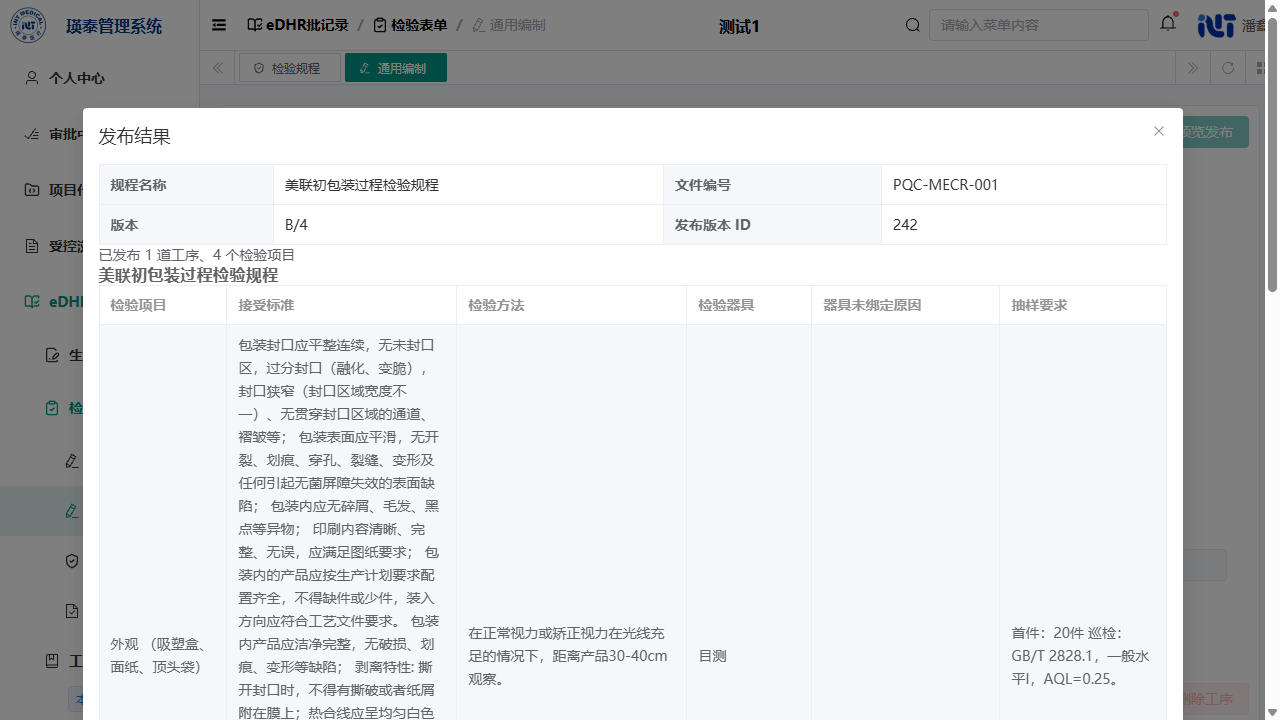 瑛泰管理系统
eDHR批记录 / 检验表单 / 通用编制
测试1
请输入菜单内容
检验规程
通用编制
个人中心
审批中
受控
eDHR
生
检
工
预览发布
删除工序
发布结果
规程名称 美联初包装过程检验规程 文件编号 PQC-MECR-001
版本 B/4 发布版本 ID 242
已发布 1 道工序、4 个检验项目
美联初包装过程检验规程
检验项目 接受标准 检验方法 检验器具 器具未绑定原因 抽样要求
外观 （吸塑盒、
面纸、顶头袋）
包装封口应平整连续，无未封口
区，过分封口（融化、变脆），
封口狭窄（封口区域宽度不
一）、无贯穿封口区域的通道、
褶皱等； 包装表面应平滑，无开
裂、划痕、穿孔、裂缝、变形及
任何引起无菌屏障失效的表面缺
陷； 包装内应无碎屑、毛发、黑
点等异物； 印刷内容清晰、完
整、无误，应满足图纸要求； 包
装内的产品应按生产计划要求配
置齐全，不得缺件或少件，装入
方向应符合工艺文件要求。 包装
内产品应洁净完整，无破损、划
痕、变形等缺陷； 剥离特性: 撕
开封口时，不得有撕破或者纸屑
附在膜上；热合线应呈均匀白色
在正常视力或矫正视力在光线充
足的情况下，距离产品30-40cm
观察。
目测
首件：20件 巡检：
GB/T 2828.1，一般水
平I，AQL=0.25。